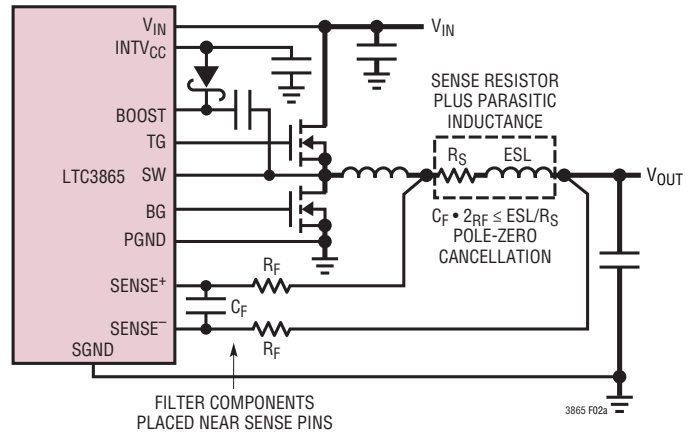 VIN
INTVCC
BOOST
TG
LTC3865
SW
BG
PGND
SENSE+
SENSE−
SGND
VIN
SENSE RESISTOR
PLUS PARASITIC
INDUCTANCE
RS
ESL
VOUT
CF • 2RF ≤ ESL/RS
POLE-ZERO
CANCELLATION
RF
CF
RF
FILTER COMPONENTS
PLACED NEAR SENSE PINS
3865 F02a